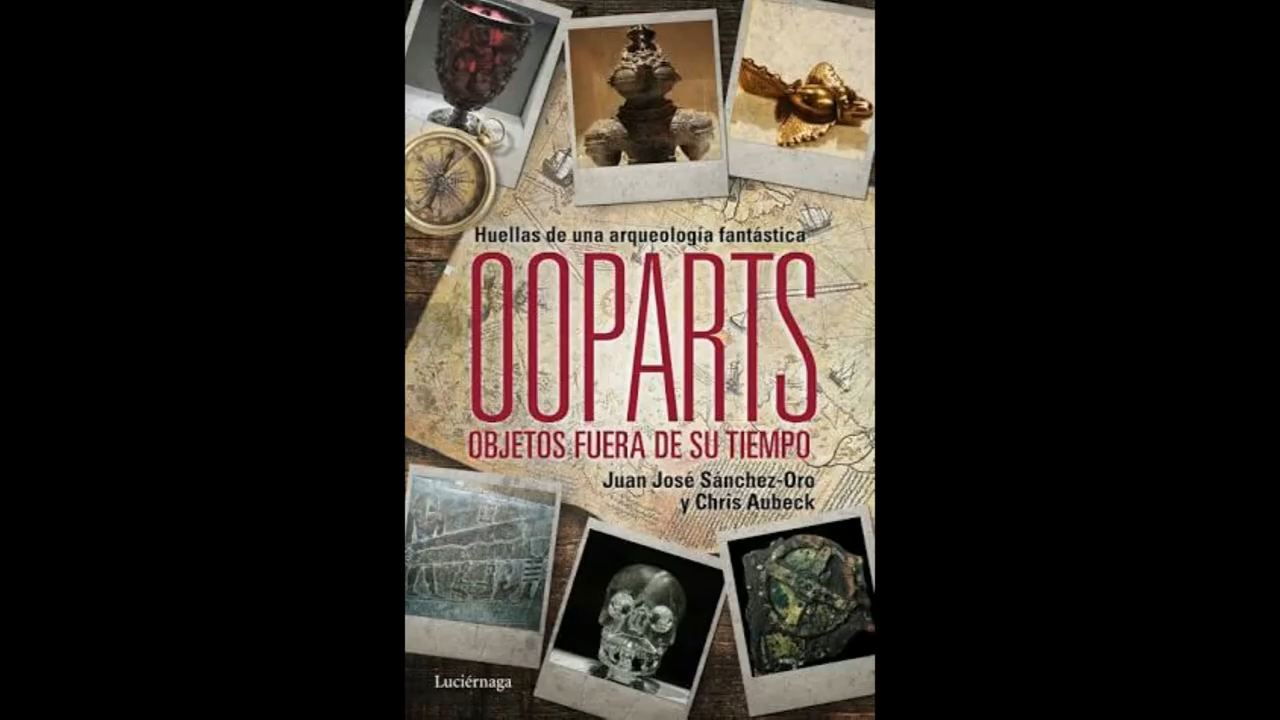 Huellas de una arqueología fantástica
OOPARTS
OBJETOS FUERA DE SU TIEMPO
Juan José Sánchez-Oro
y Chris Aubeck
Luciérnaga